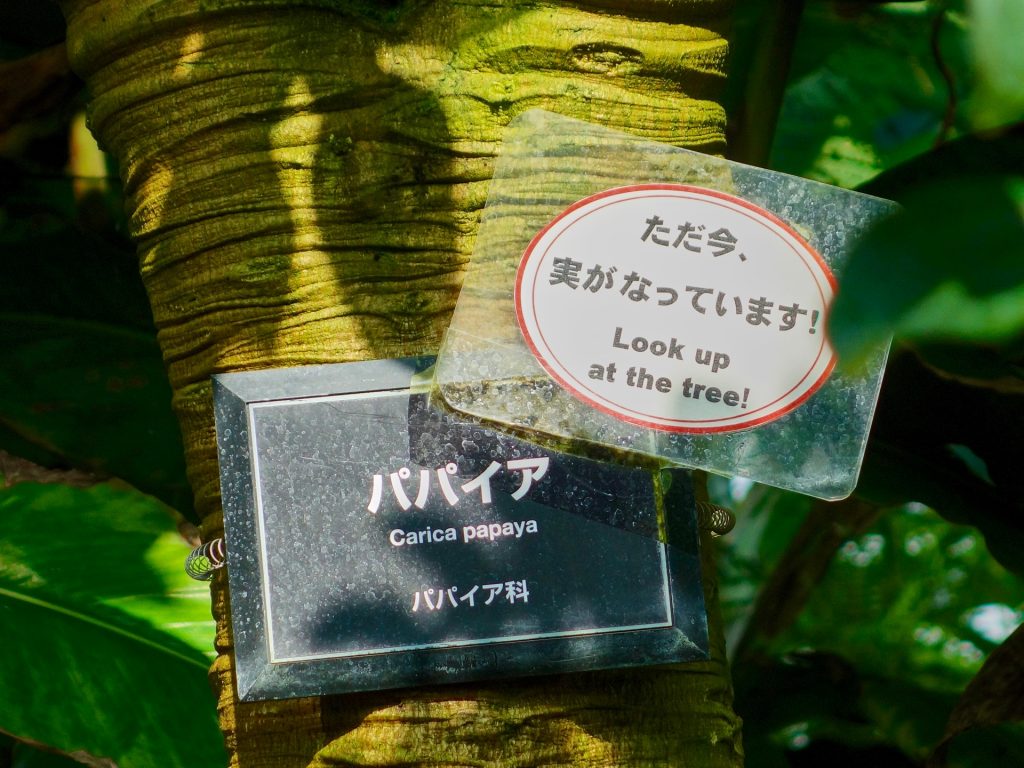 ただ今、
実がなっています!
Look up
at the tree!
パパイア
Carica papaya
パパイア科